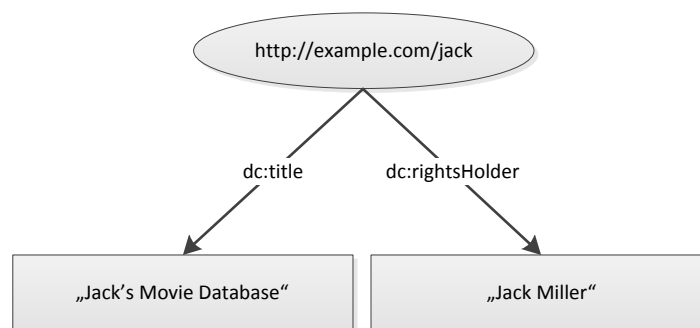 http://example.com/jack
dc:title
dc:rightsHolder
„Jack’s Movie Database“
„Jack Miller“